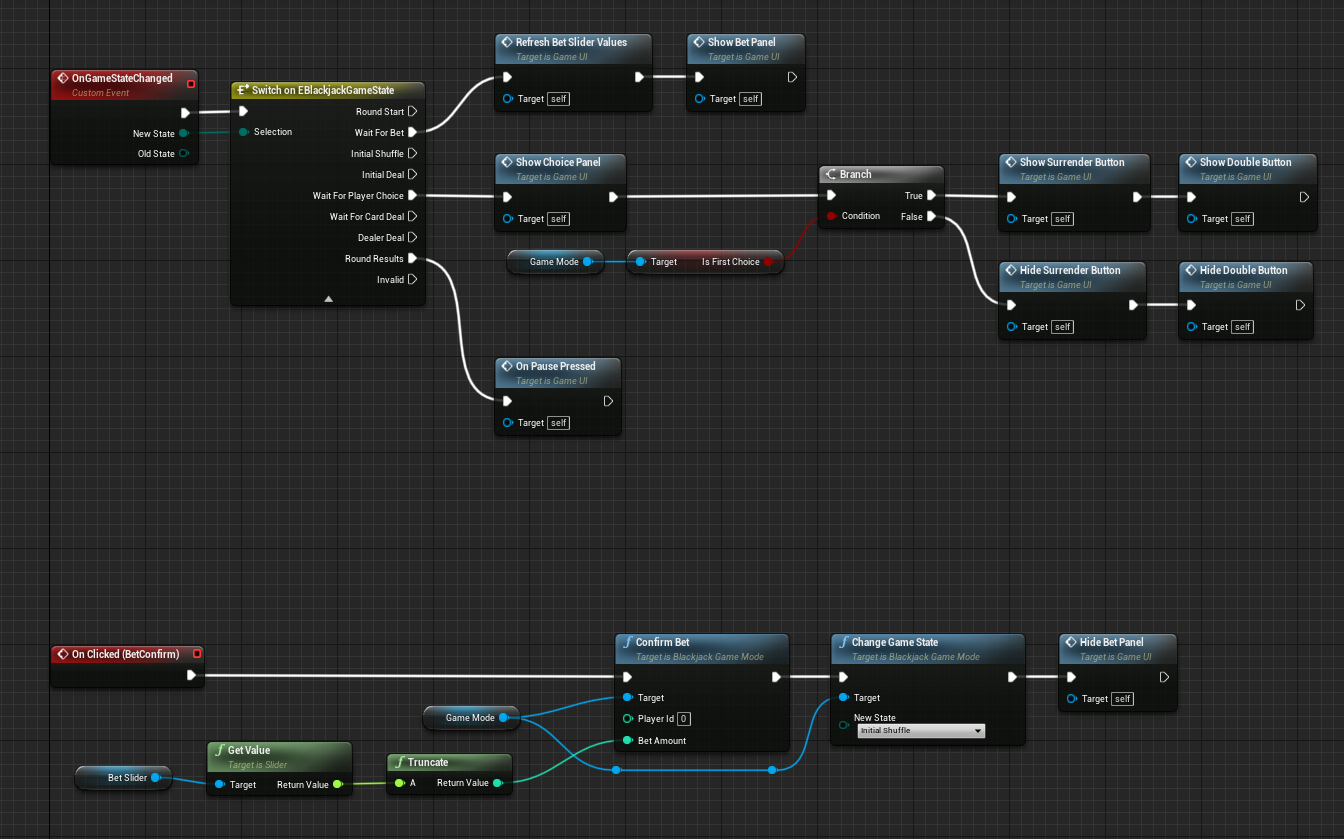 OnGameStateChanged
Custom Event
New State
Old State
Switch on EBlackjackGameState
Selection
Round Start
Wait For Bet
Initial Shuffle
Initial Deal
Wait For Player Choice
Wait For Card Deal
Dealer Deal
Round Results
Invalid
Refresh Bet Slider Values
Target is Game UI
Target self
Show Bet Panel
Target is Game UI
Target self
Show Choice Panel
Target is Game UI
Target self
Game Mode
Target Is First Choice
Branch
True
Condition False
Show Surrender Button
Target is Game UI
Target self
Show Double Button
Target is Game UI
Target self
Hide Surrender Button
Target is Game UI
Target self
Hide Double Button
Target is Game UI
Target self
On Pause Pressed
Target is Game UI
Target self
On Clicked (BetConfirm)
Bet Slider
Get Value
Target is Slider
Target Return Value
Truncate
A Return Value
Game Mode
Confirm Bet
Target is Blackjack Game Mode
Target
Player Id 0
Bet Amount
Change Game State
Target is Blackjack Game Mode
Target
New State
Initial Shuffle
Hide Bet Panel
Target is Game UI
Target self